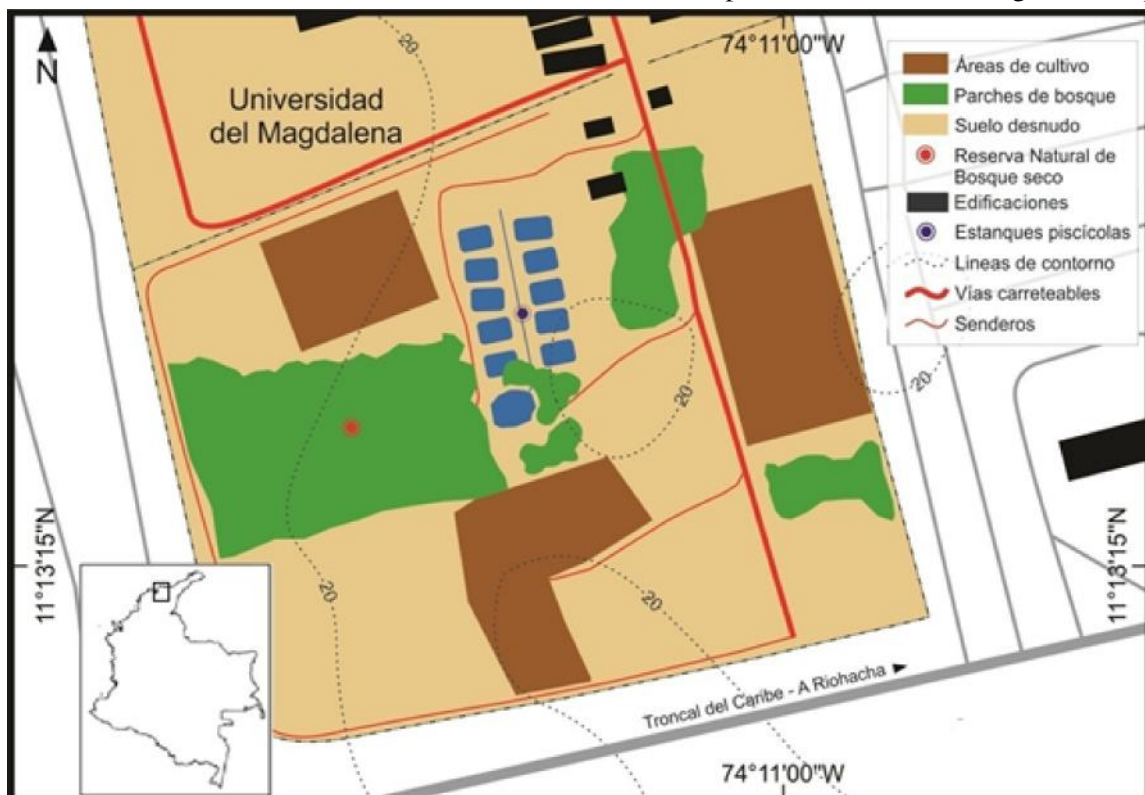 20
74°11'00"W
N
Universidad
del Magdalena
Áreas de cultivo
Parches de bosque
Suelo desnudo
Reserva Natural de
Bosque seco
Edificaciones
Estanques piscícolas
Lineas de contorno
Vías carreteables
Senderos
20
20
11°13'15"N
11°13'15"N
20
20
Troncal del Caribe - A Riohacha
74°11'00"W